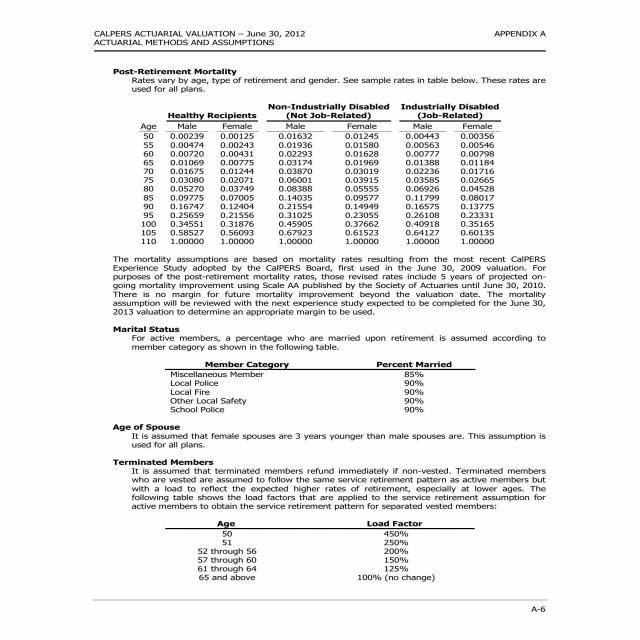 CALPERS ACTUARIAL VALUATION – June 30, 2012 APPENDIX A
ACTUARIAL METHODS AND ASSUMPTIONS
Post-Retirement Mortality
Rates vary by age, type of retirement and gender. See sample rates in table below. These rates are
used for all plans.
Non-Industrially Disabled Industrially Disabled
Healthy Recipients (Not Job-Related) (Job-Related)
Age Male Female Male Female Male Female
50 0.00239 0.00125 0.01632 0.01245 0.00443 0.00356
55 0.00474 0.00243 0.01936 0.01580 0.00563 0.00546
60 0.00720 0.00431 0.02293 0.01628 0.00777 0.00798
65 0.01069 0.00775 0.03174 0.01969 0.01388 0.01184
70 0.01675 0.01244 0.03870 0.03019 0.02236 0.01716
75 0.03080 0.02071 0.06001 0.03915 0.03585 0.02665
80 0.05270 0.03749 0.08388 0.05555 0.06926 0.04528
85 0.09775 0.07005 0.14035 0.09577 0.11799 0.08017
90 0.16747 0.12404 0.21554 0.14949 0.16575 0.13775
95 0.25659 0.21556 0.31025 0.23055 0.26108 0.23331
100 0.34551 0.31876 0.45905 0.37662 0.40918 0.35165
105 0.58527 0.56093 0.67923 0.61523 0.64127 0.60135
110 1.00000 1.00000 1.00000 1.00000 1.00000 1.00000
The mortality assumptions are based on mortality rates resulting from the most recent CalPERS
Experience Study adopted by the CalPERS Board, first used in the June 30, 2009 valuation. For
purposes of the post-retirement mortality rates, those revised rates include 5 years of projected on-
going mortality improvement using Scale AA published by the Society of Actuaries until June 30, 2010.
There is no margin for future mortality improvement beyond the valuation date. The mortality
assumption will be reviewed with the next experience study expected to be completed for the June 30,
2013 valuation to determine an appropriate margin to be used.
Marital Status
For active members, a percentage who are married upon retirement is assumed according to
member category as shown in the following table.
Member Category Percent Married
Miscellaneous Member 85%
Local Police 90%
Local Fire 90%
Other Local Safety 90%
School Police 90%
Age of Spouse
It is assumed that female spouses are 3 years younger than male spouses are. This assumption is
used for all plans.
Terminated Members
It is assumed that terminated members refund immediately if non-vested. Terminated members
who are vested are assumed to follow the same service retirement pattern as active members but
with a load to reflect the expected higher rates of retirement, especially at lower ages. The
following table shows the load factors that are applied to the service retirement assumption for
active members to obtain the service retirement pattern for separated vested members:
Age Load Factor
50 450%
51 250%
52 through 56 200%
57 through 60 150%
61 through 64 125%
65 and above 100% (no change)
A-6